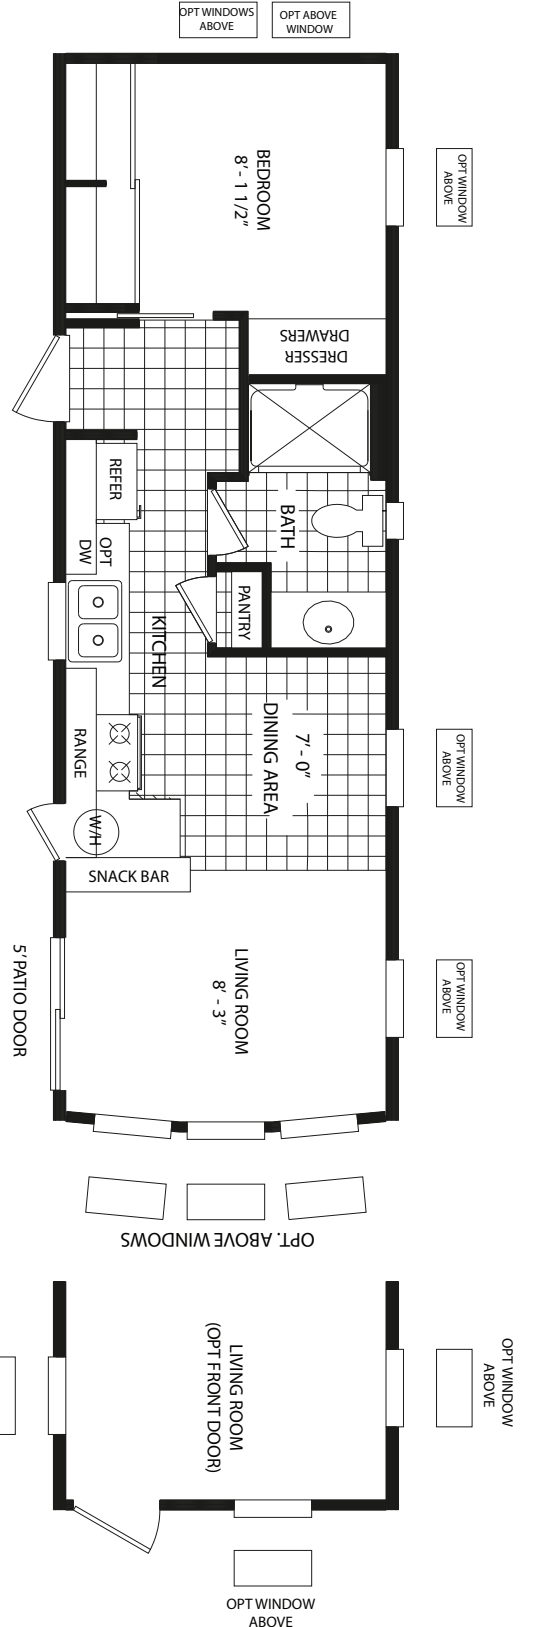 OPT WINDOWS
ABOVE
OPT ABOVE
WINDOW
OPT WINDOW
ABOVE
BEDROOM
8' - 1 1/2"
DRESSER
DRAWERS
REFER
BATH
OPT
DW
PANTRY
KITCHEN
DINING AREA
7' - 0"
OPT WINDOW
ABOVE
RANGE
W/H
SNACK BAR
5' PATIO DOOR
LIVING ROOM
8' - 3"
OPT WINDOW
ABOVE
OPT. ABOVE WINDOWS
LIVING ROOM
(OPT FRONT DOOR)
OPT WINDOW
ABOVE
OPT WINDOW
ABOVE